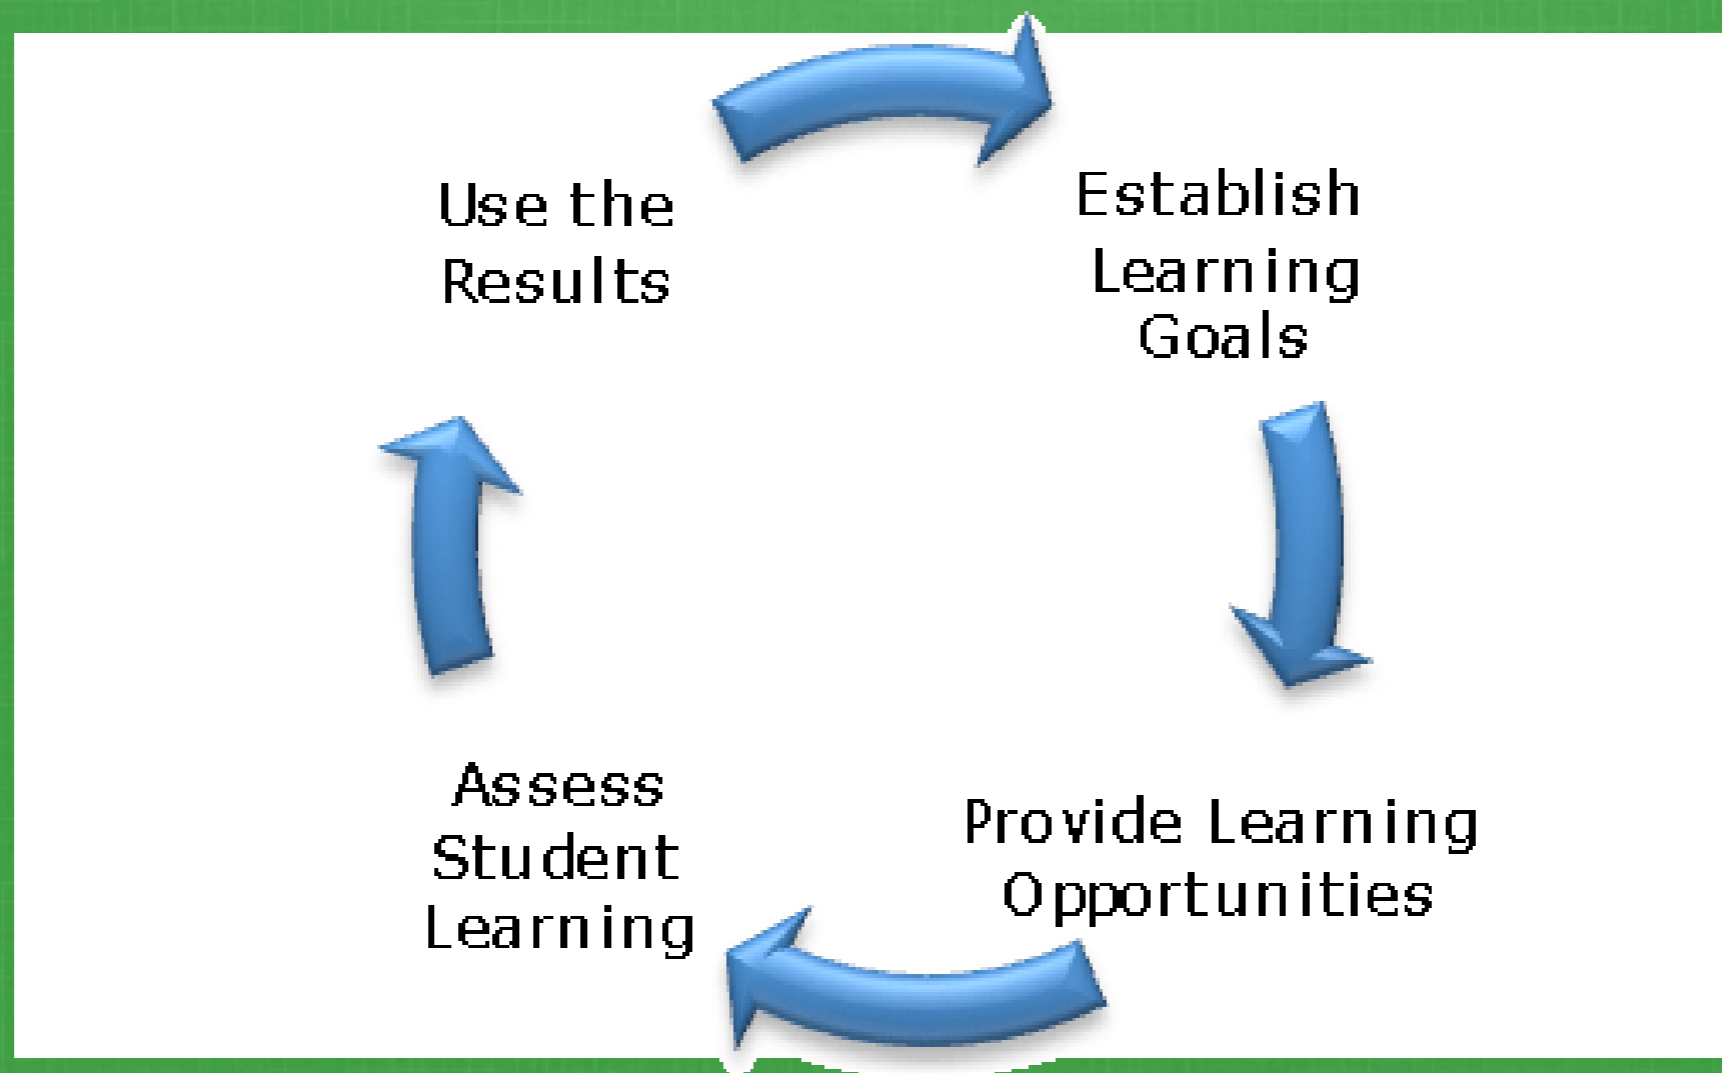 Use the
Results
Establish
Learning
Goals
Assess
Student
Learning
Provide Learning
Opportunities